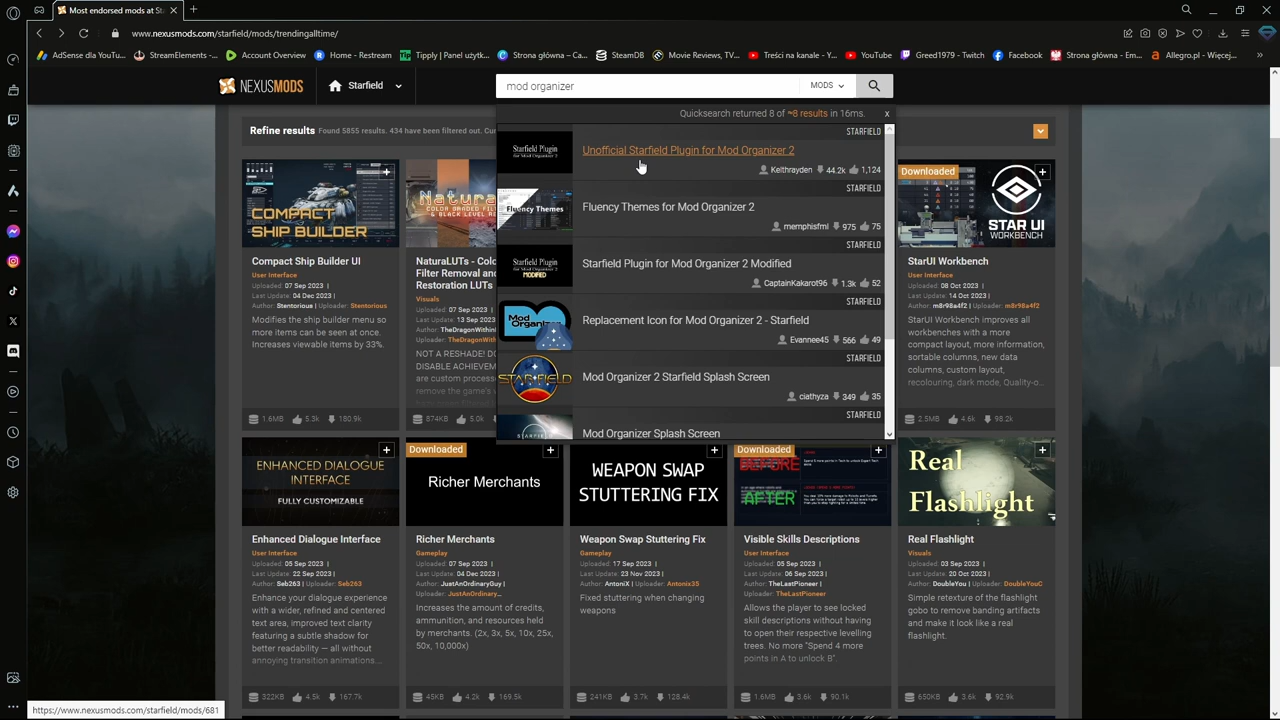 Most endorsed mods at Sta
www.nexusmods.com/starfield/mods/trendingalltime/
AdSense dla YouTu...
StreamElements - ...
Account Overview
Home - Restream
Tipply | Panel użytk...
Strona główna – Ca...
SteamDB
Movie Reviews, TV...
Treści na kanale - Y...
YouTube
Greed1979 - Twitch
Facebook
Strona główna – Em...
Allegro.pl - Więcej...
NEXUSMODS
Starfield
mod organizer
MODS
Quicksearch returned 8 of ~8 results in 16ms.
x
Refine results
Found 5855 results. 434 have been filtered out. Cur
STARFIELD
Starfield Plugin
for Mod Organizer 2
Unofficial Starfield Plugin for Mod Organizer 2
Keithrayden 44.2k 1,124
STARFIELD
Fluency Themes
Fluency Themes for Mod Organizer 2
memphisfml 975 75
STARFIELD
Starfield Plugin
for Mod Organizer 2
MODIFIED
Starfield Plugin for Mod Organizer 2 Modified
CaptainKakarot96 1.3k 52
STARFIELD
Mod
Organiz
Replacement Icon for Mod Organizer 2 - Starfield
Evannee45 566 49
STARFIELD
STARFIELD
Mod Organizer 2 Starfield Splash Screen
ciathyza 349 35
STARFIELD
Mod Organizer Splash Screen
COMPACT
SHIP BUILDER
Compact Ship Builder UI
User Interface
Uploaded: 07 Sep 2023 |
Last Update: 04 Dec 2023 |
Author: Stentorious | Uploader: Stentorious
Modifies the ship builder menu so
more items can be seen at once.
Increases viewable items by 33%.
1.6MB 5.3k 180.9k
Natura
COLOR GRADED FIL
& BLACK LEVEL R
NaturaLUTs - Colo
Filter Removal and
Restoration LUTs
Visuals
Uploaded: 07 Sep 2023 |
Last Update: 13 Sep 202
Author: TheDragonWithin
Uploader: TheDragonWithi
NOT A RESHADE! DO
DISABLE ACHIEVEM
are custom process
remove the game's v
874KB 5.0k
Downloaded
STAR UI
WORKBENCH
StarUI Workbench
User Interface
Uploaded: 08 Oct 2023 |
Last Update: 14 Oct 2023 |
Author: m8r98a4f2 | Uploader: m8r98a4f2
StarUI Workbench improves all
workbenches with a more
compact layout, more information,
sortable columns, new data
columns, custom layout,
recolouring, dark mode, Quality-o...
2.5MB 4.6k 98.2k
ENHANCED DIALOGUE
INTERFACE
FULLY CUSTOMIZABLE
Enhanced Dialogue Interface
User Interface
Uploaded: 05 Sep 2023 |
Last Update: 22 Sep 2023 |
Author: Seb263 | Uploader: Seb263
Enhance your dialogue experience
with a wider, refined and centered
text area, improved text clarity
featuring a subtle shadow for
better readability — all without
annoying transition animations...
322KB 4.5k 167.7k
Downloaded
Richer Merchants
Richer Merchants
Gameplay
Uploaded: 07 Sep 2023 |
Last Update: 04 Dec 2023 |
Author: JustAnOrdinaryGuy |
Uploader: JustAnOrdinary...
Increases the amount of credits,
ammunition, and resources held
by merchants. (2x, 3x, 5x, 10x, 25x,
50x, 10,000x)
45KB 4.2k 169.5k
WEAPON SWAP
STUTTERING FIX
Weapon Swap Stuttering Fix
Gameplay
Uploaded: 17 Sep 2023 |
Last Update: 23 Nov 2023 |
Author: AntoniX | Uploader: Antonix35
Fixed stuttering when changing
weapons
241KB 3.7k 128.4k
Downloaded
BEFORE
AFTER
Visible Skills Descriptions
User Interface
Uploaded: 05 Sep 2023 |
Last Update: 06 Sep 2023 |
Author: TheLastPioneer |
Uploader: TheLastPioneer
Allows the player to see locked
skill descriptions without having
to open their respective levelling
trees. No more "Spend 4 more
points in A to unlock B".
1.6MB 3.6k 90.1k
Real
Flashlight
Real Flashlight
Visuals
Uploaded: 03 Sep 2023 |
Last Update: 20 Oct 2023 |
Author: DoubleYou | Uploader: DoubleYouC
Simple retexture of the flashlight
gobo to remove banding artifacts
and make it look like a real
flashlight.
650KB 3.6k 92.9k
https://www.nexusmods.com/starfield/mods/681